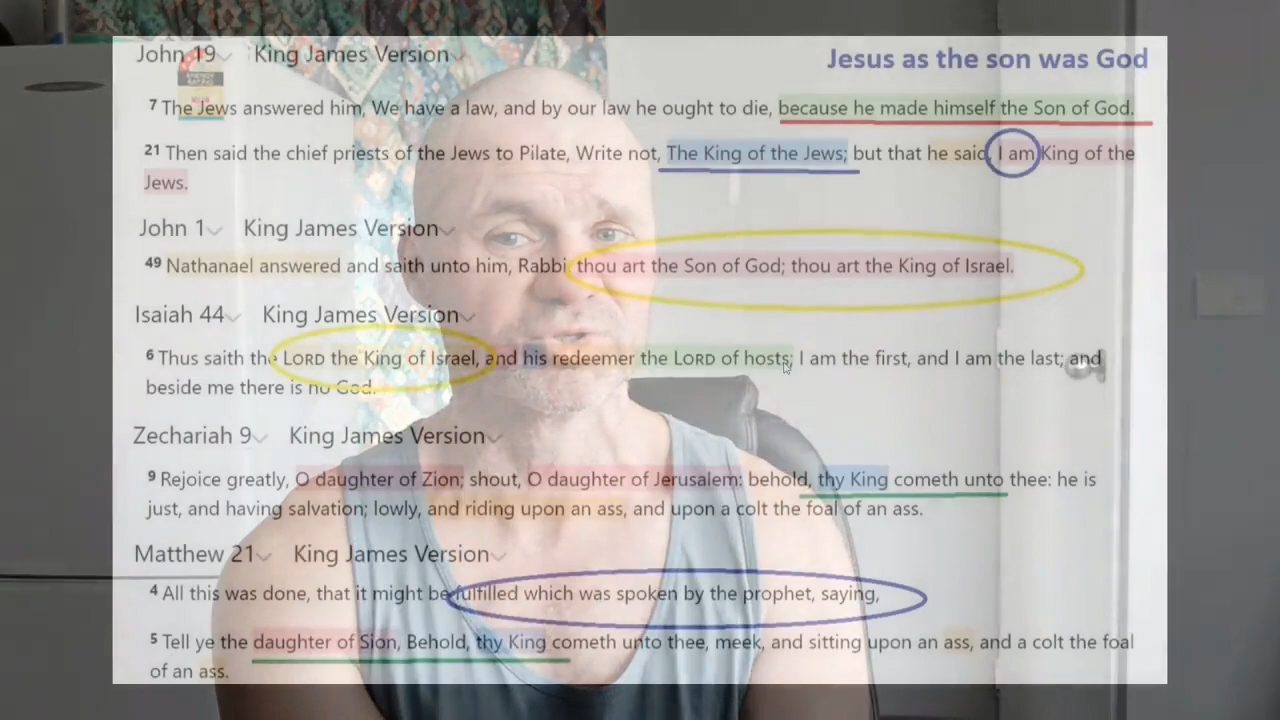 John 19 King James Version
Jesus as the son was God
7 The Jews answered him, We have a law, and by our law he ought to die, because he made himself the Son of God.
21 Then said the chief priests of the Jews to Pilate, Write not, The King of the Jews; but that he said, I am King of the
Jews.
John 1 King James Version
49 Nathanael answered and saith unto him, Rabbi, thou art the Son of God; thou art the King of Israel.
Isaiah 44 King James Version
6 Thus saith the LORD the King of Israel, and his redeemer the LORD of hosts; I am the first, and I am the last; and
beside me there is no God.
Zechariah 9 King James Version
9 Rejoice greatly, O daughter of Zion; shout, O daughter of Jerusalem: behold, thy King cometh unto thee: he is
just, and having salvation; lowly, and riding upon an ass, and upon a colt the foal of an ass.
Matthew 21 King James Version
4 All this was done, that it might be fulfilled which was spoken by the prophet, saying,
5 Tell ye the daughter of Sion, Behold, thy King cometh unto thee, meek, and sitting upon an ass, and a colt the foal
of an ass.